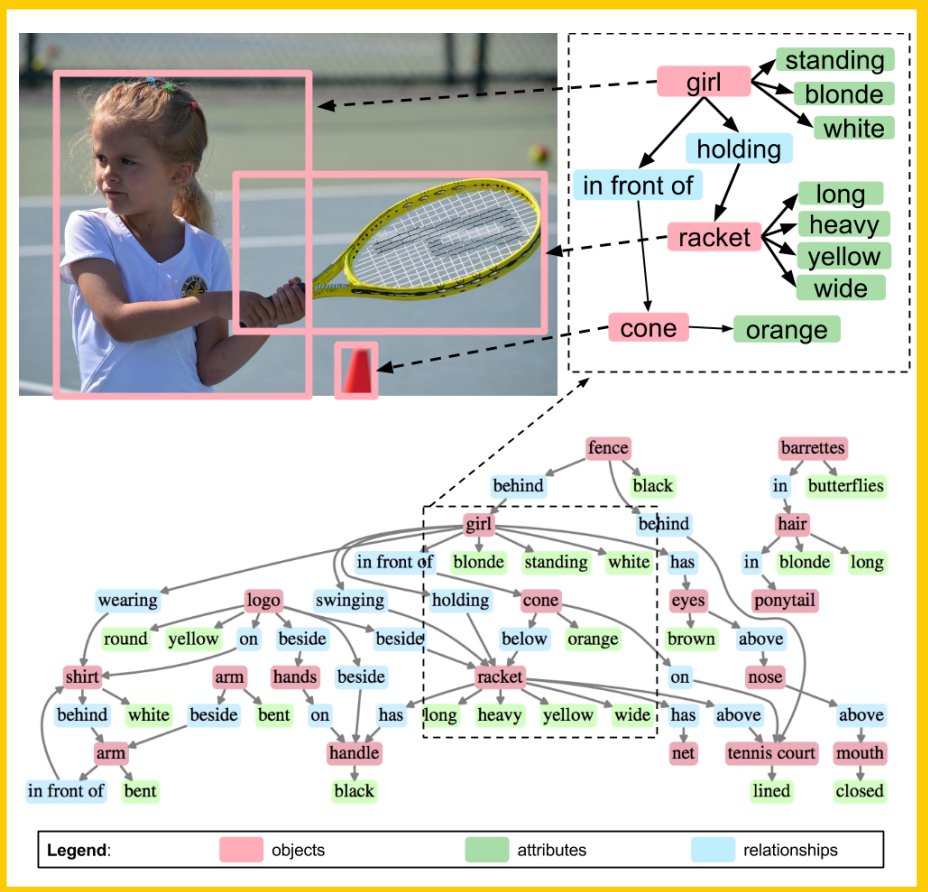 girl
standing
blonde
white
holding
in front of
long
racket
heavy
yellow
wide
cone
orange
fence
barrettes
behind
black
in
butterflies
girl
behind
hair
in front of
blonde
standing
white
has
in
blonde
long
wearing
logo
swinging
holding
cone
eyes
ponytail
round
yellow
on
beside
beside
below
orange
brown
above
shirt
arm
hands
beside
racket
on
nose
behind
white
beside
bent
on
has
long
heavy
yellow
wide
has
above
above
arm
handle
net
tennis court
mouth
in front of
bent
black
lined
closed
Legend:
objects
attributes
relationships